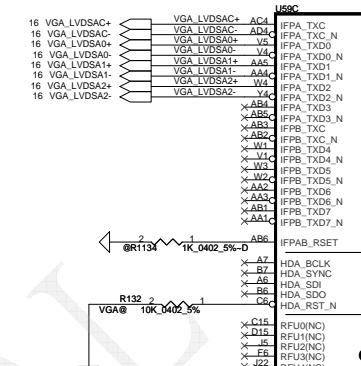 U59C
16 VGA_LVDSAC+ VGA_LVDSAC+ AC4 IFPA_TXC
16 VGA_LVDSAC- VGA_LVDSAC- AD4 IFPA_TXC_N
16 VGA_LVDSA0+ VGA_LVDSA0+ V5 IFPA_TXD0
16 VGA_LVDSA0- VGA_LVDSA0- V4 IFPA_TXD0_N
16 VGA_LVDSA1+ VGA_LVDSA1+ AA5 IFPA_TXD1
16 VGA_LVDSA1- VGA_LVDSA1- AA4 IFPA_TXD1_N
16 VGA_LVDSA2+ VGA_LVDSA2+ W4 IFPA_TXD2
16 VGA_LVDSA2- VGA_LVDSA2- Y4 IFPA_TXD2_N
AB4 IFPA_TXD3
AB5 IFPA_TXD3_N
AB3 IFPB_TXC
AB2 IFPB_TXC_N
W1 IFPB_TXD4
V1 IFPB_TXD4_N
W3 IFPB_TXD5
W2 IFPB_TXD5_N
AA2 IFPB_TXD6
AA3 IFPB_TXD6_N
AB1 IFPB_TXD7
AA1 IFPB_TXD7_N
2 1 AB6 IFPAB_RSET
@R1134 1K_0402_5%~D
A7 HDA_BCLK
B7 HDA_SYNC
A6 HDA_SDI
B6 HDA_SDO
R132 2 1 C6 HDA_RST_N
VGA@ 10K_0402_5%
C15 RFU0(NC)
D15 RFU1(NC)
J5 RFU2(NC)
F6 RFU3(NC)
J22